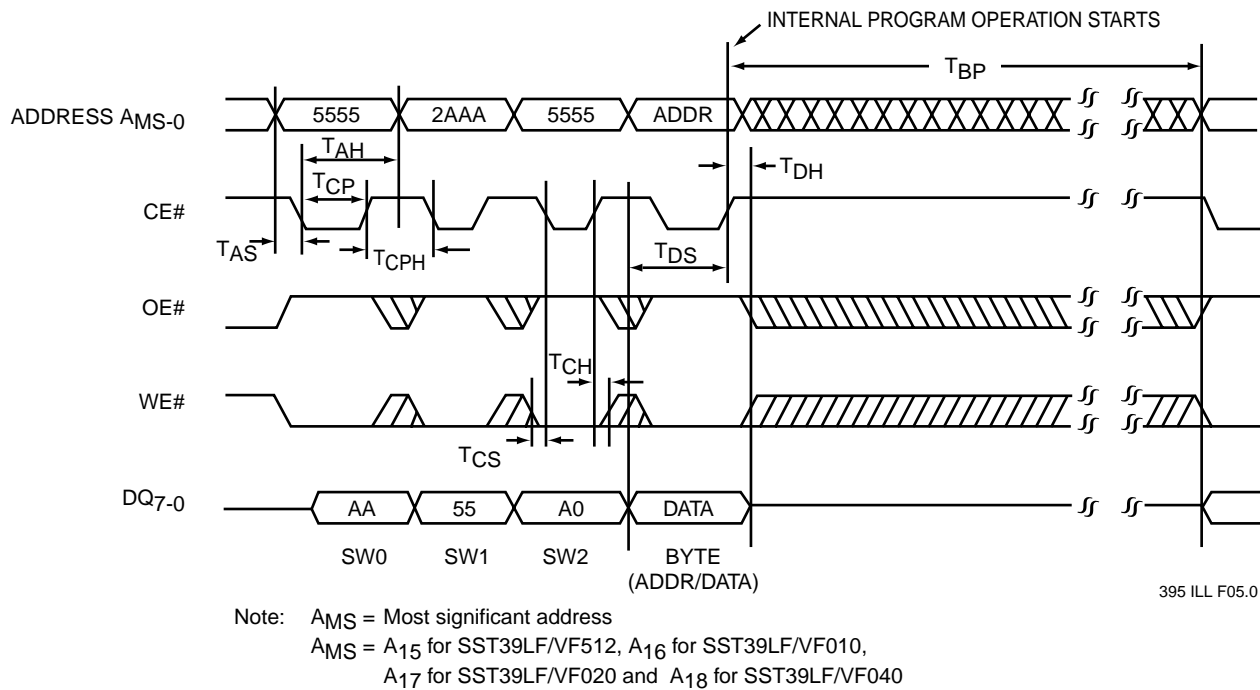 INTERNAL PROGRAM OPERATION STARTS
TBP
ADDRESS AMS-0
5555
2AAA
5555
ADDR
TAH
TDH
TCP
CE#
TAS
TCPH
TDS
OE#
TCH
WE#
TCS
DQ7-0
AA
55
A0
DATA
SW0
SW1
SW2
BYTE
(ADDR/DATA)
395 ILL F05.0
Note: AMS = Most significant address
AMS = A15 for SST39LF/VF512, A16 for SST39LF/VF010,
A17 for SST39LF/VF020 and A18 for SST39LF/VF040